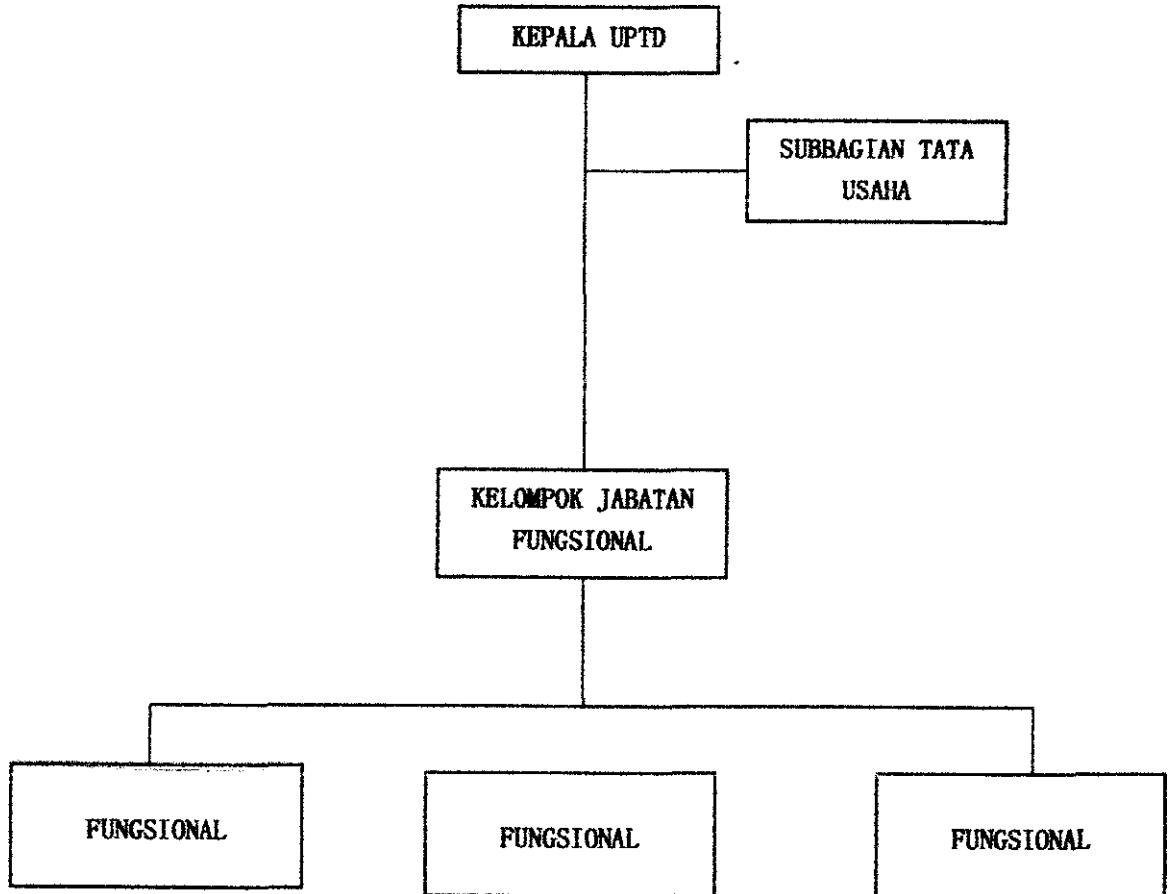 KEPALA UPTD
SUBBAGIAN TATA
USAHA
KELOMPOK JABATAN
FUNGSIONAL
FUNGSIONAL
FUNGSIONAL
FUNGSIONAL